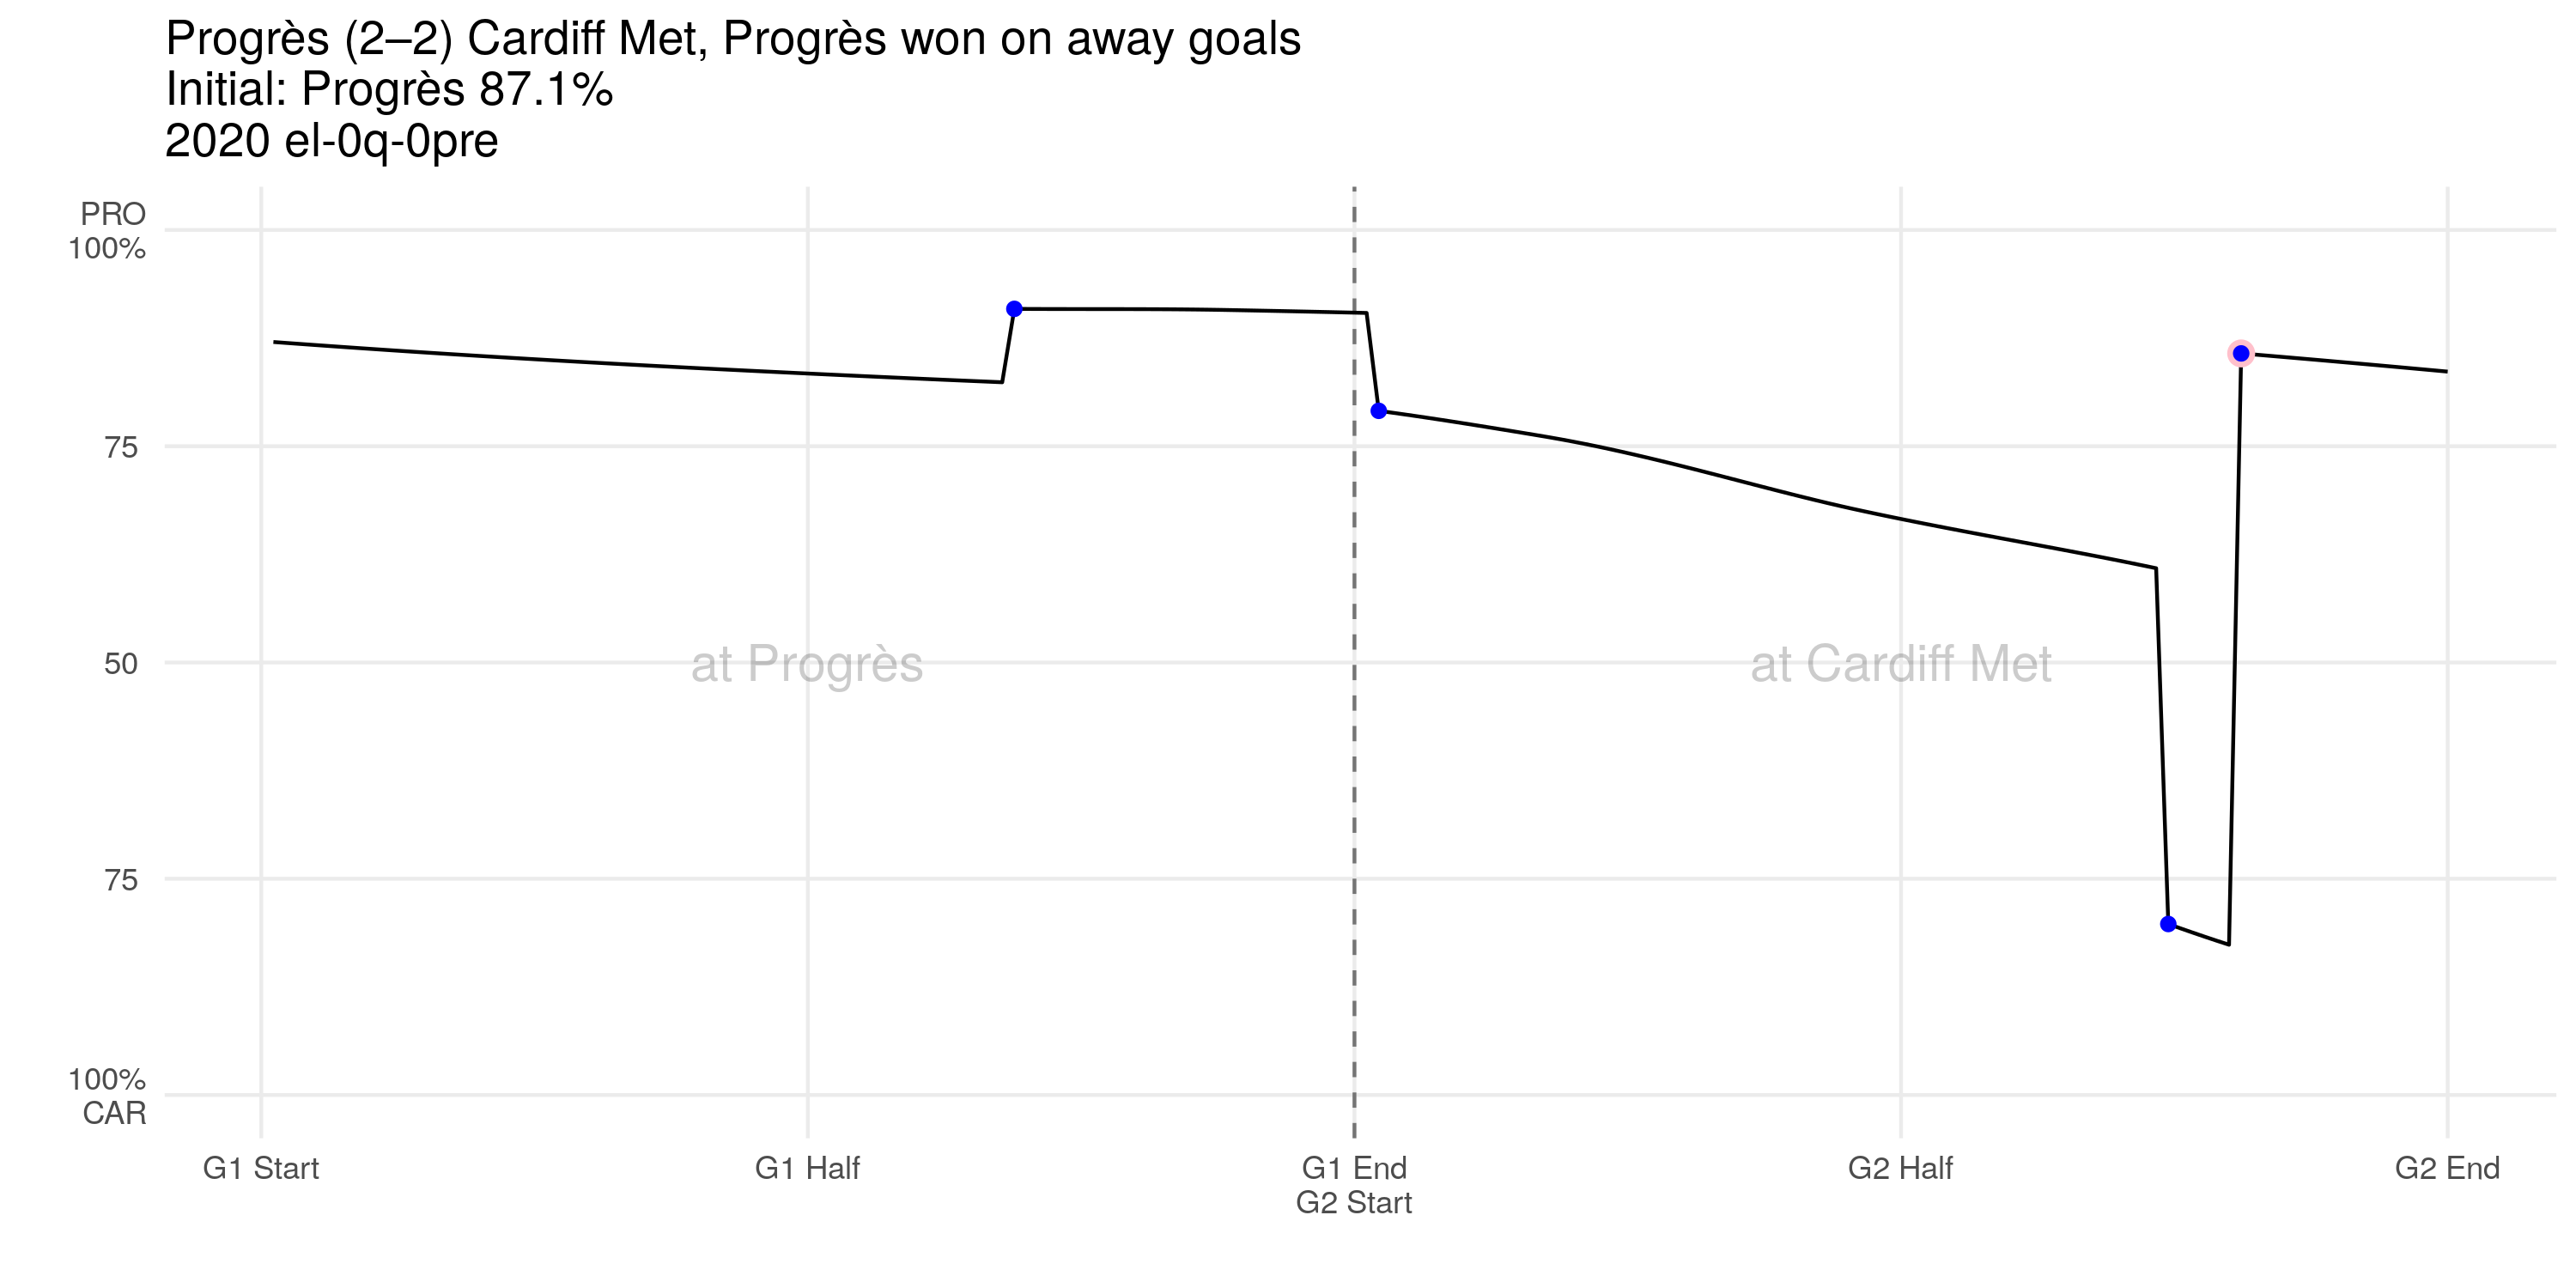 Progrès (2–2) Cardiff Met, Progrès won on away goals
Initial: Progrès 87.1%
2020 el-0q-0pre
PRO
100%
75
50
75
100%
CAR
at Progrès
at Cardiff Met
G1 Start
G1 Half
G1 End
G2 Start
G2 Half
G2 End